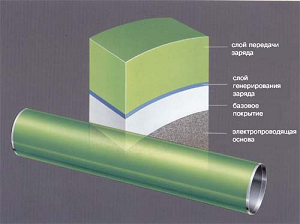 слой передачи
заряда
слой
генерирования
заряда
базовое
покрытие
электропроводящая
основа